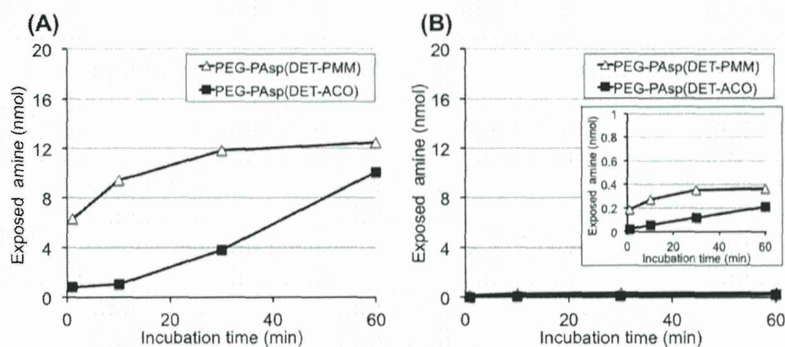 (A)
20
16
12
8
4
0
0
20
40
60
Exposed amine (nmol)
Incubation time (min)
PEG-PAsp(DET-PMM)
PEG-PAsp(DET-ACO)
(B)
20
16
12
8
4
0
0
20
40
60
Exposed amine (nmol)
Incubation time (min)
PEG-PAsp(DET-PMM)
PEG-PAsp(DET-ACO)
1
0.8
0.6
0.4
0.2
0
0
20
40
60
Exposed amine (nmol)
Incubation time (min)